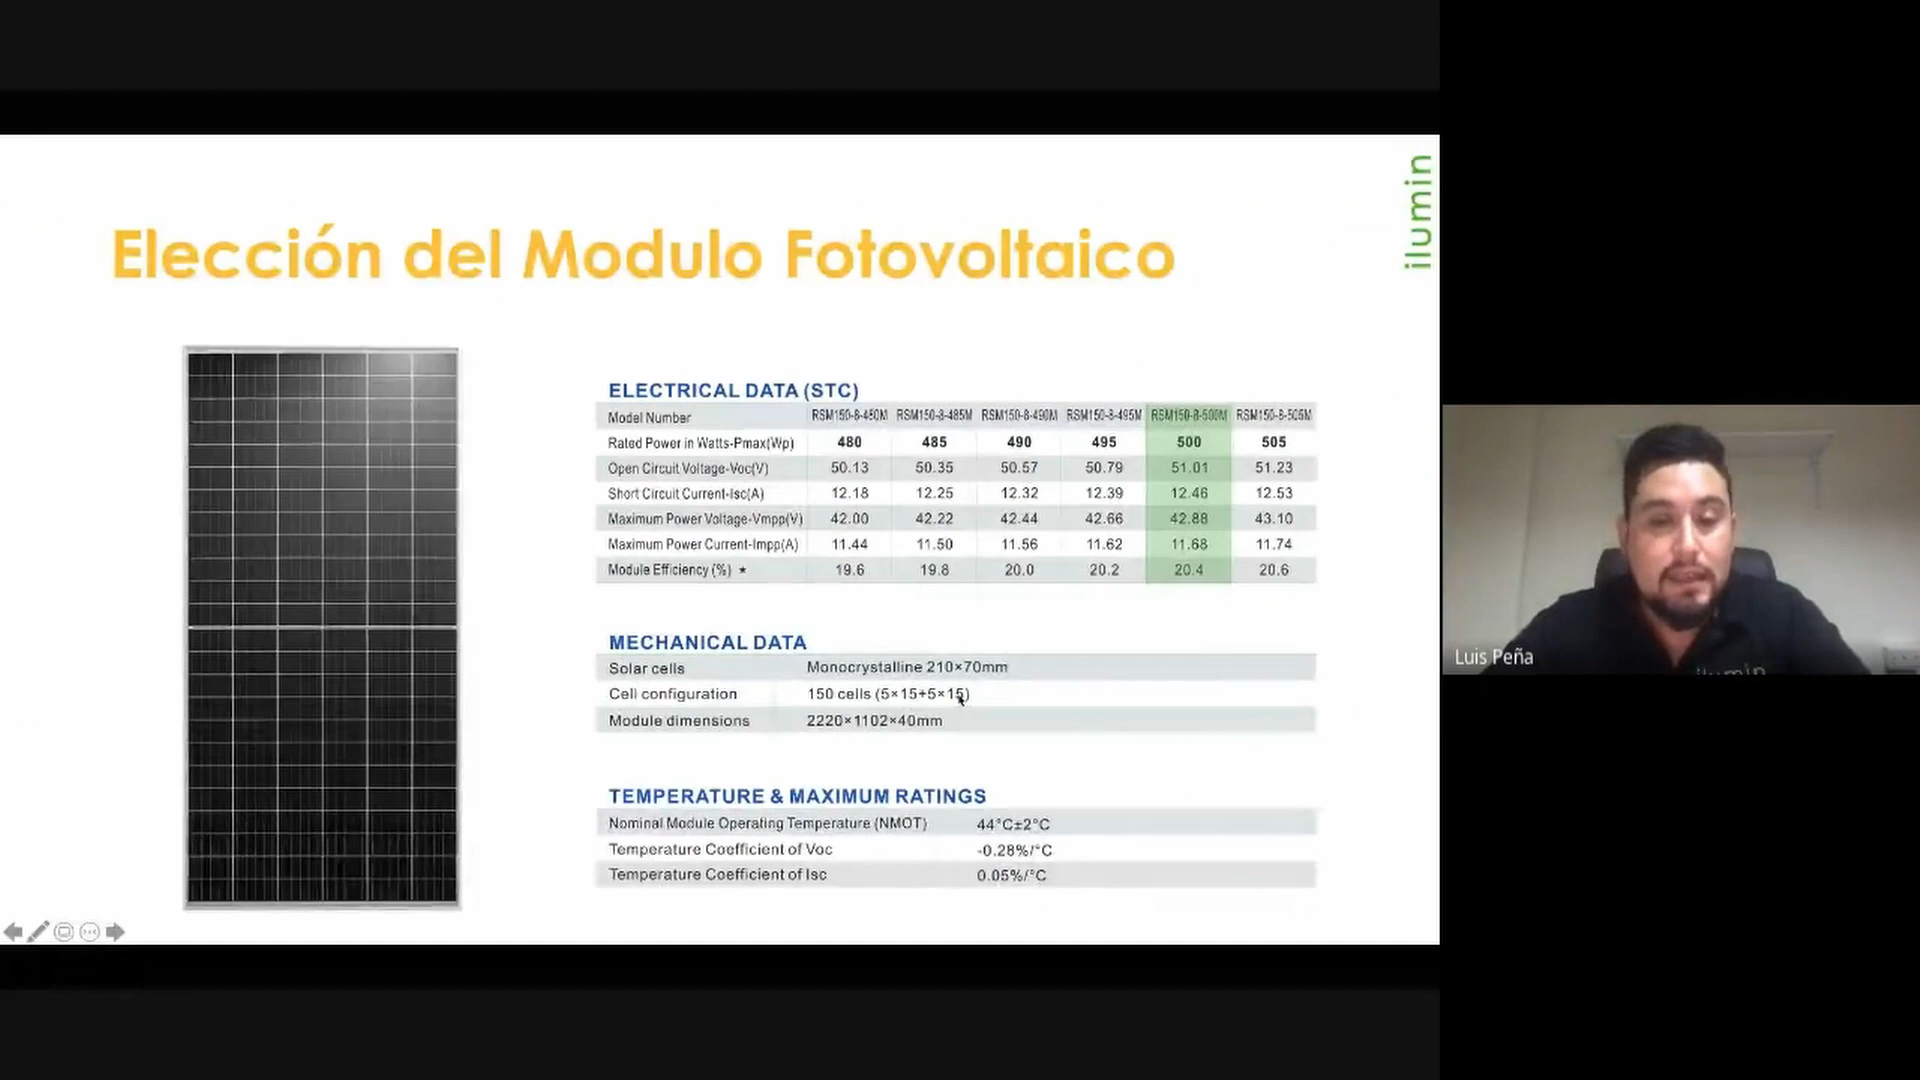 ilumin
Elección del Modulo Fotovoltaico
ELECTRICAL DATA (STC)
Model Number RSM150-8-480M RSM150-8-485M RSM150-8-490M RSM150-8-495M RSM150-8-500M RSM150-8-505M
Rated Power in Watts-Pmax(Wp) 480 485 490 495 500 505
Open Circuit Voltage-Voc(V) 50.13 50.35 50.57 50.79 51.01 51.23
Short Circuit Current-Isc(A) 12.18 12.25 12.32 12.39 12.46 12.53
Maximum Power Voltage-Vmpp(V) 42.00 42.22 42.44 42.66 42.88 43.10
Maximum Power Current-Impp(A) 11.44 11.50 11.56 11.62 11.68 11.74
Module Efficiency (%) ★ 19.6 19.8 20.0 20.2 20.4 20.6
MECHANICAL DATA
Solar cells Monocrystalline 210×70mm
Cell configuration 150 cells (5×15+5×15)
Module dimensions 2220×1102×40mm
TEMPERATURE & MAXIMUM RATINGS
Nominal Module Operating Temperature (NMOT) 44°C±2°C
Temperature Coefficient of Voc -0.28%/°C
Temperature Coefficient of Isc 0.05%/°C
Luis Peña
ilumin